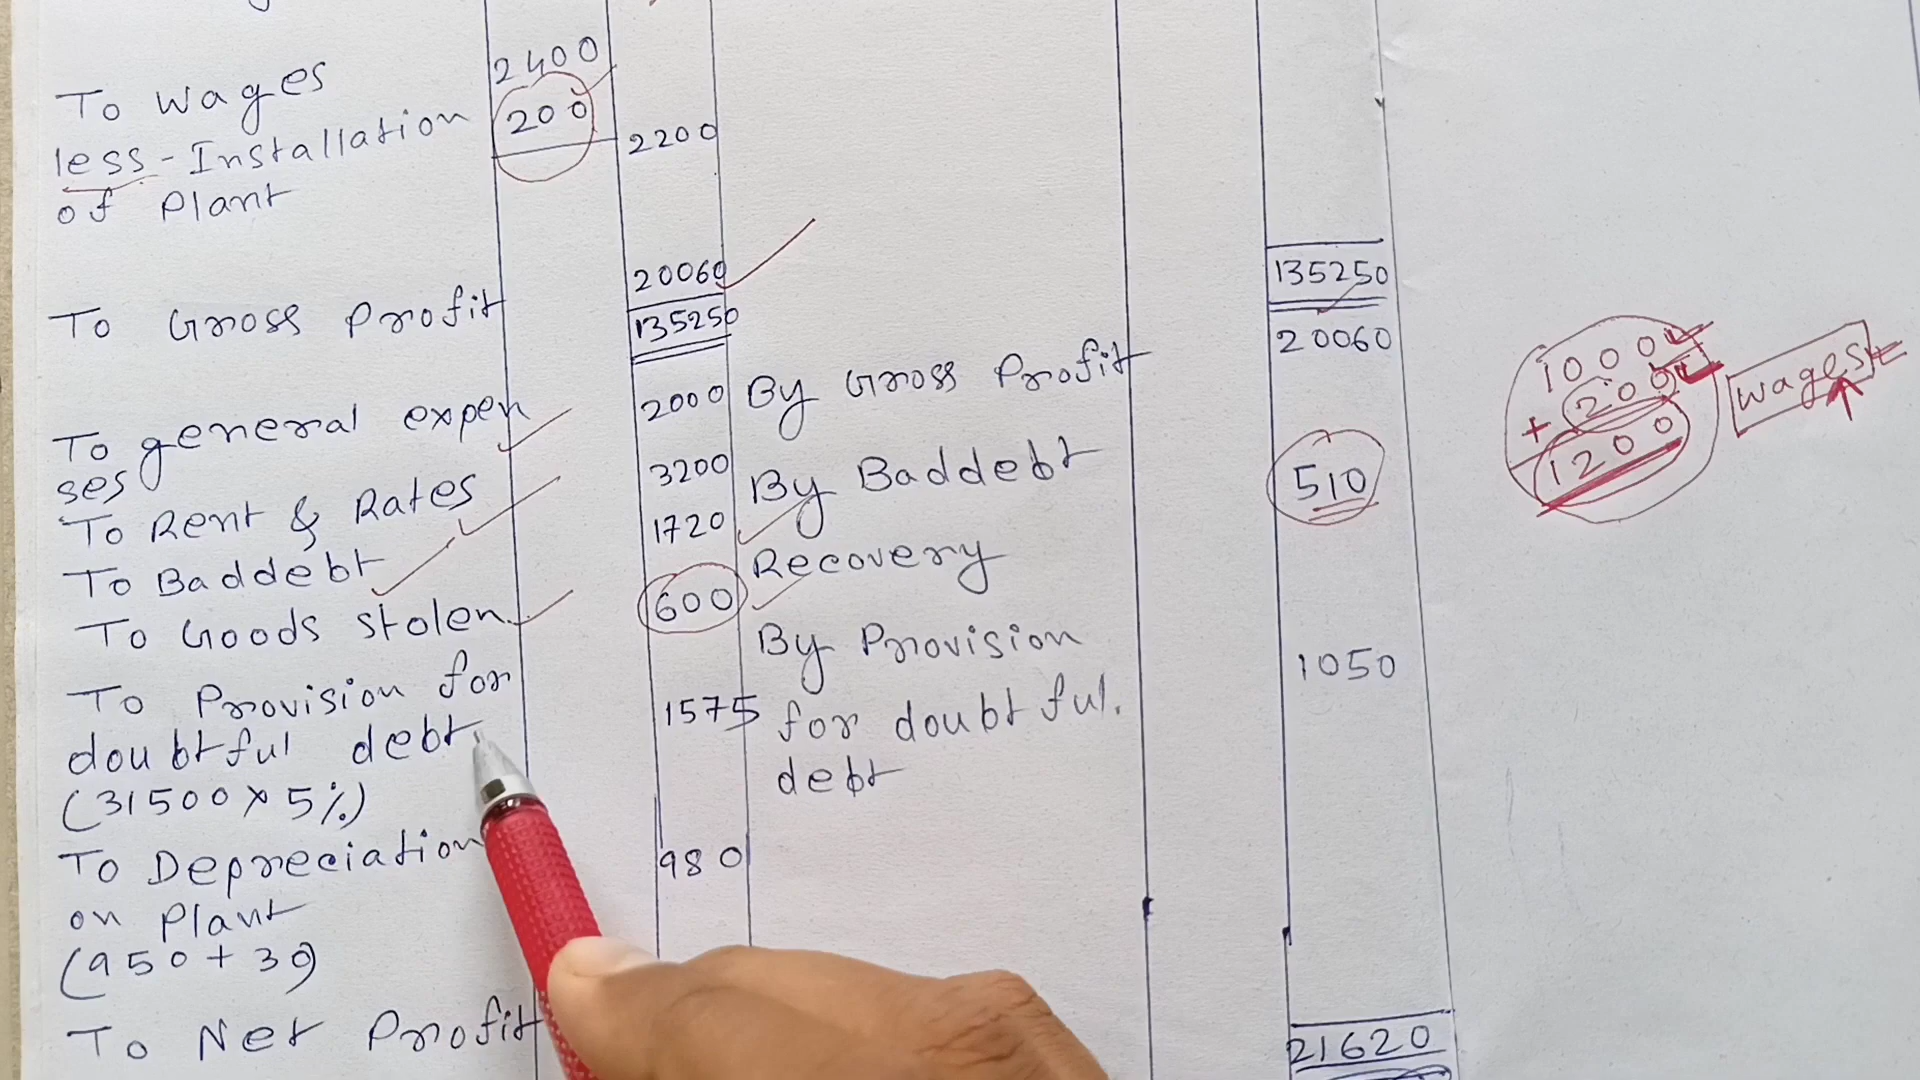 2400
To Wages
200
less - Installation 2200
of Plant
20060 135250
To Gross Profit
135250 20060
2000 By Gross Profit
To general expen
ses 3200 By Baddebt 510
To Rent & Rates
1720 Recovery
To Baddebt
600
To Goods stolen
By Provision 1050
To Provision for
1575 for doubtful.
doubtful debt
debt
(31500 x 5%)
To Depreciation 980
on Plant
(950 + 30)
To Net Profit
21620
1000
+ 200 Wages
1200